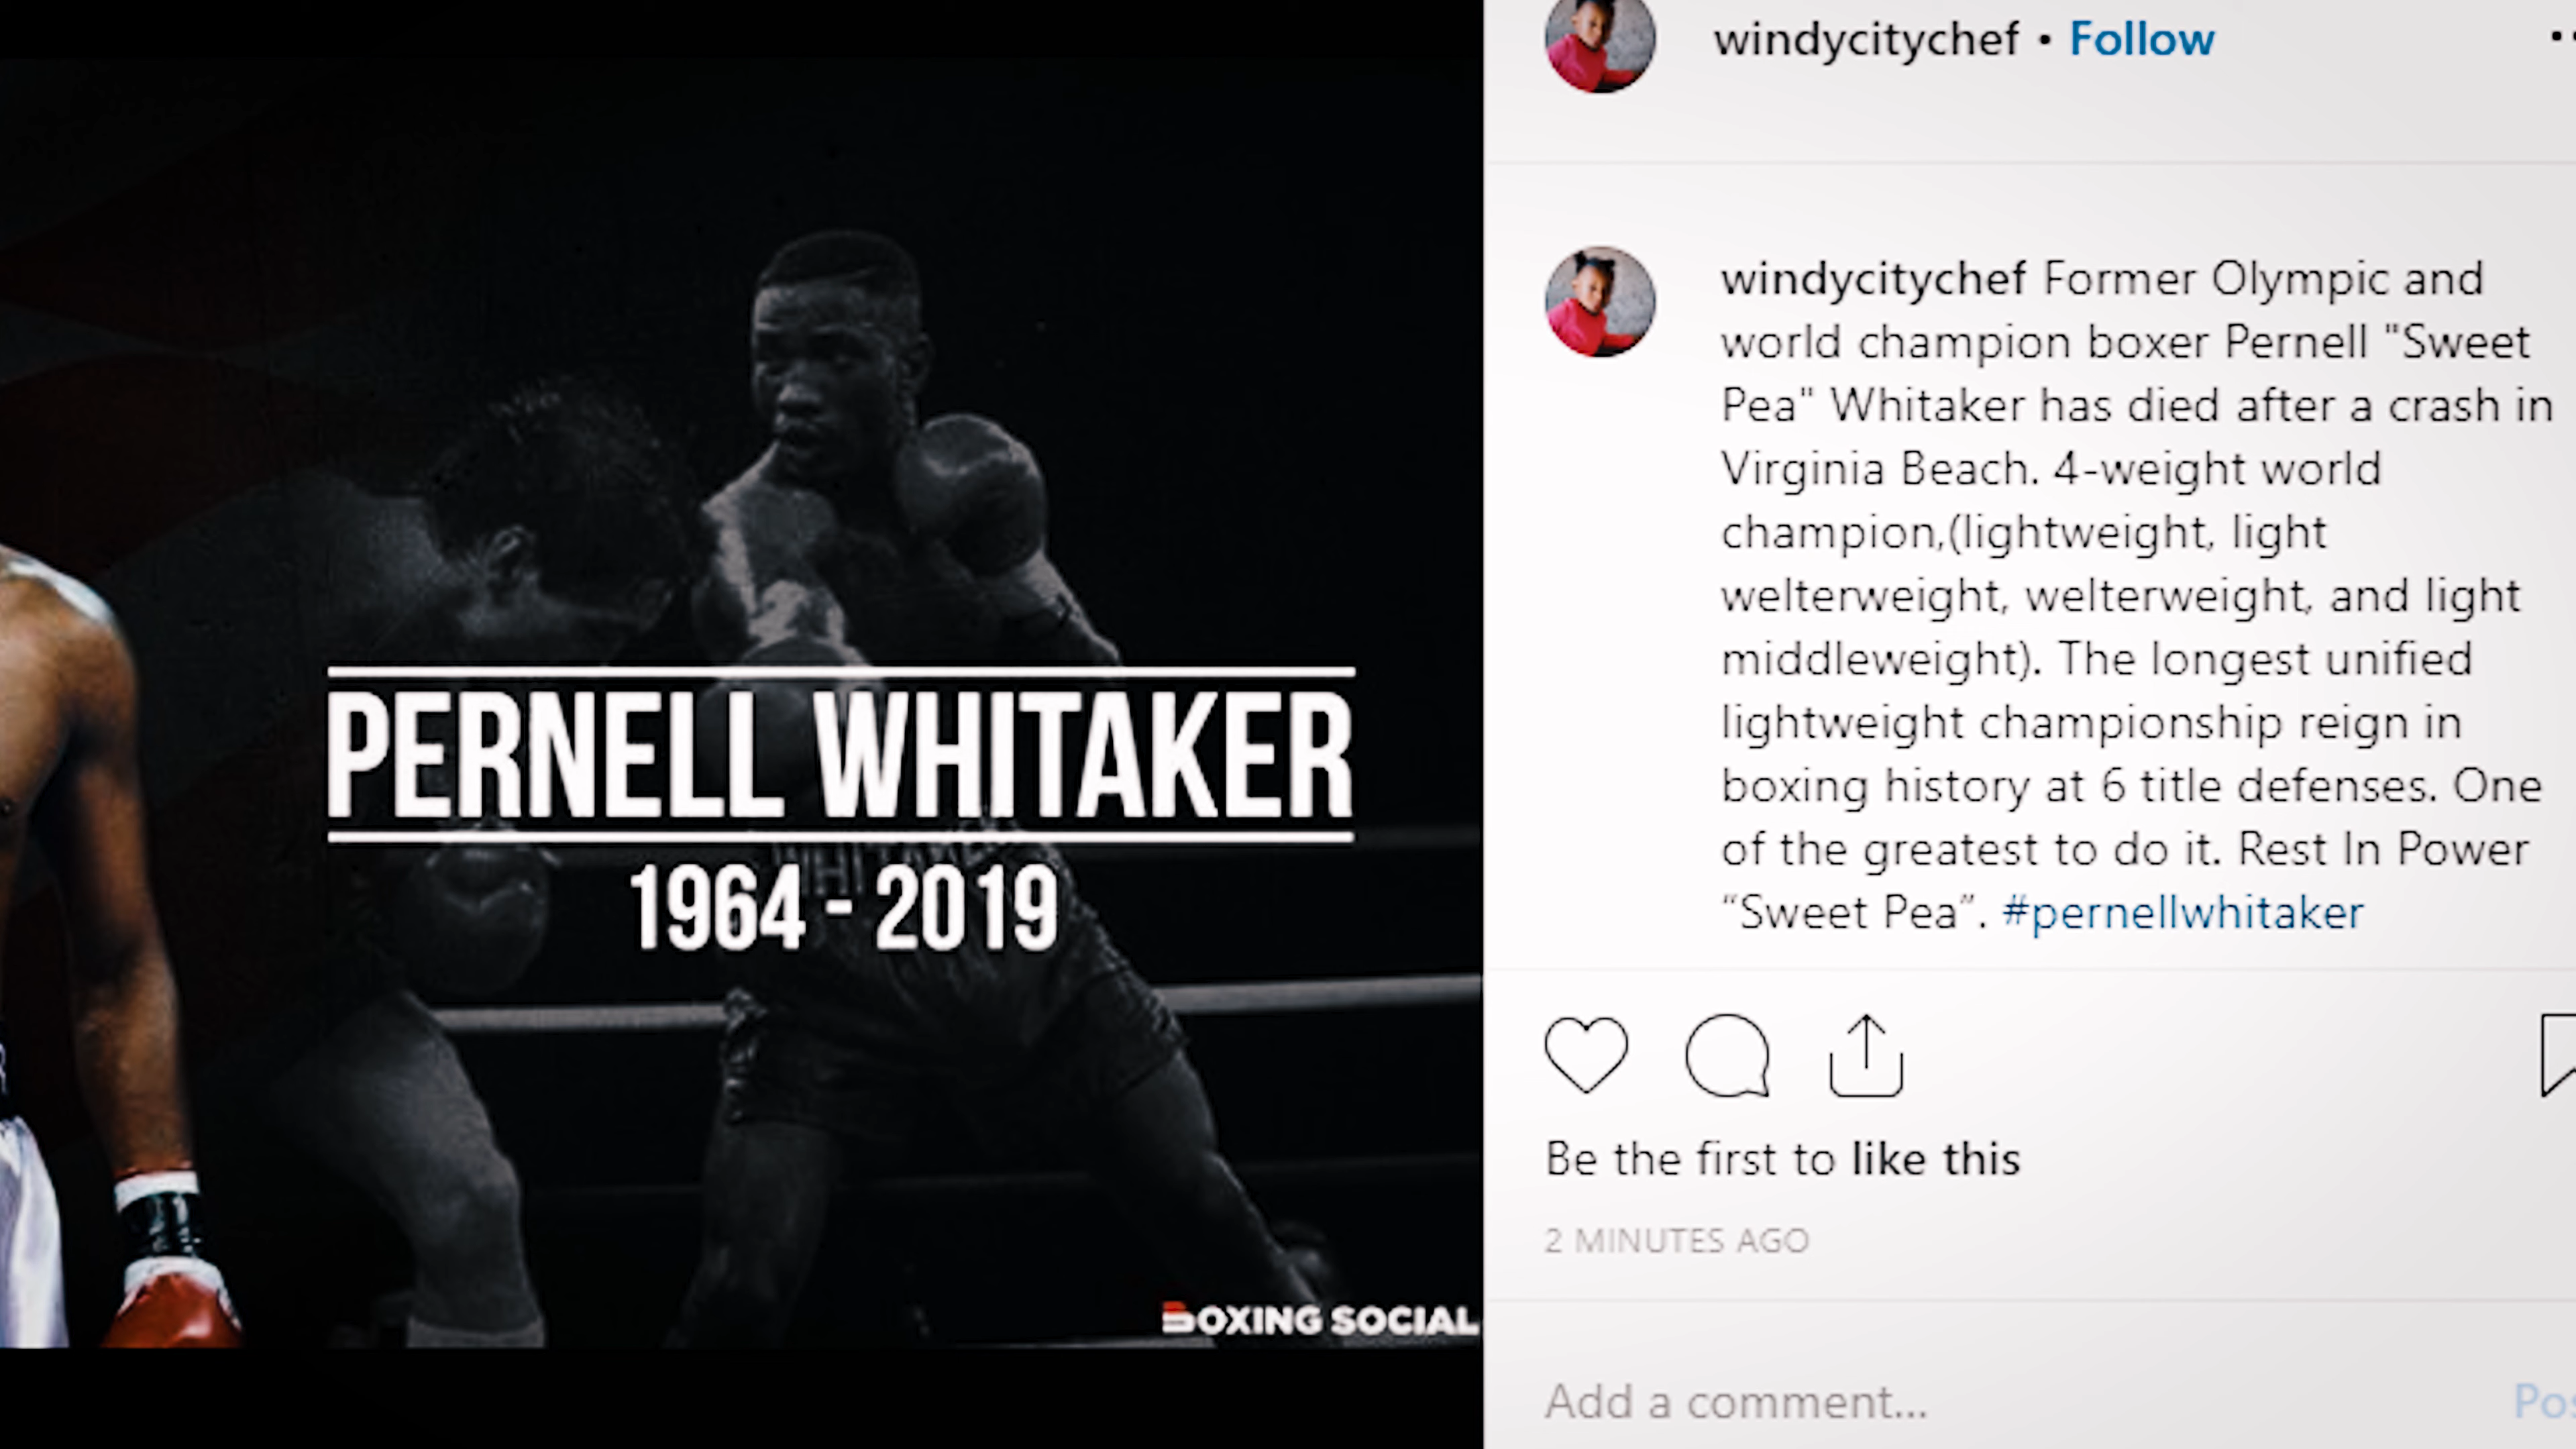 PERNELL WHITAKER
1964 - 2019
BOXING SOCIAL
windycitychef • Follow
windycitychef Former Olympic and
world champion boxer Pernell "Sweet
Pea" Whitaker has died after a crash in
Virginia Beach. 4-weight world
champion,(lightweight, light
welterweight, welterweight, and light
middleweight). The longest unified
lightweight championship reign in
boxing history at 6 title defenses. One
of the greatest to do it. Rest In Power
“Sweet Pea”. #pernellwhitaker
Be the first to like this
2 MINUTES AGO
Add a comment...